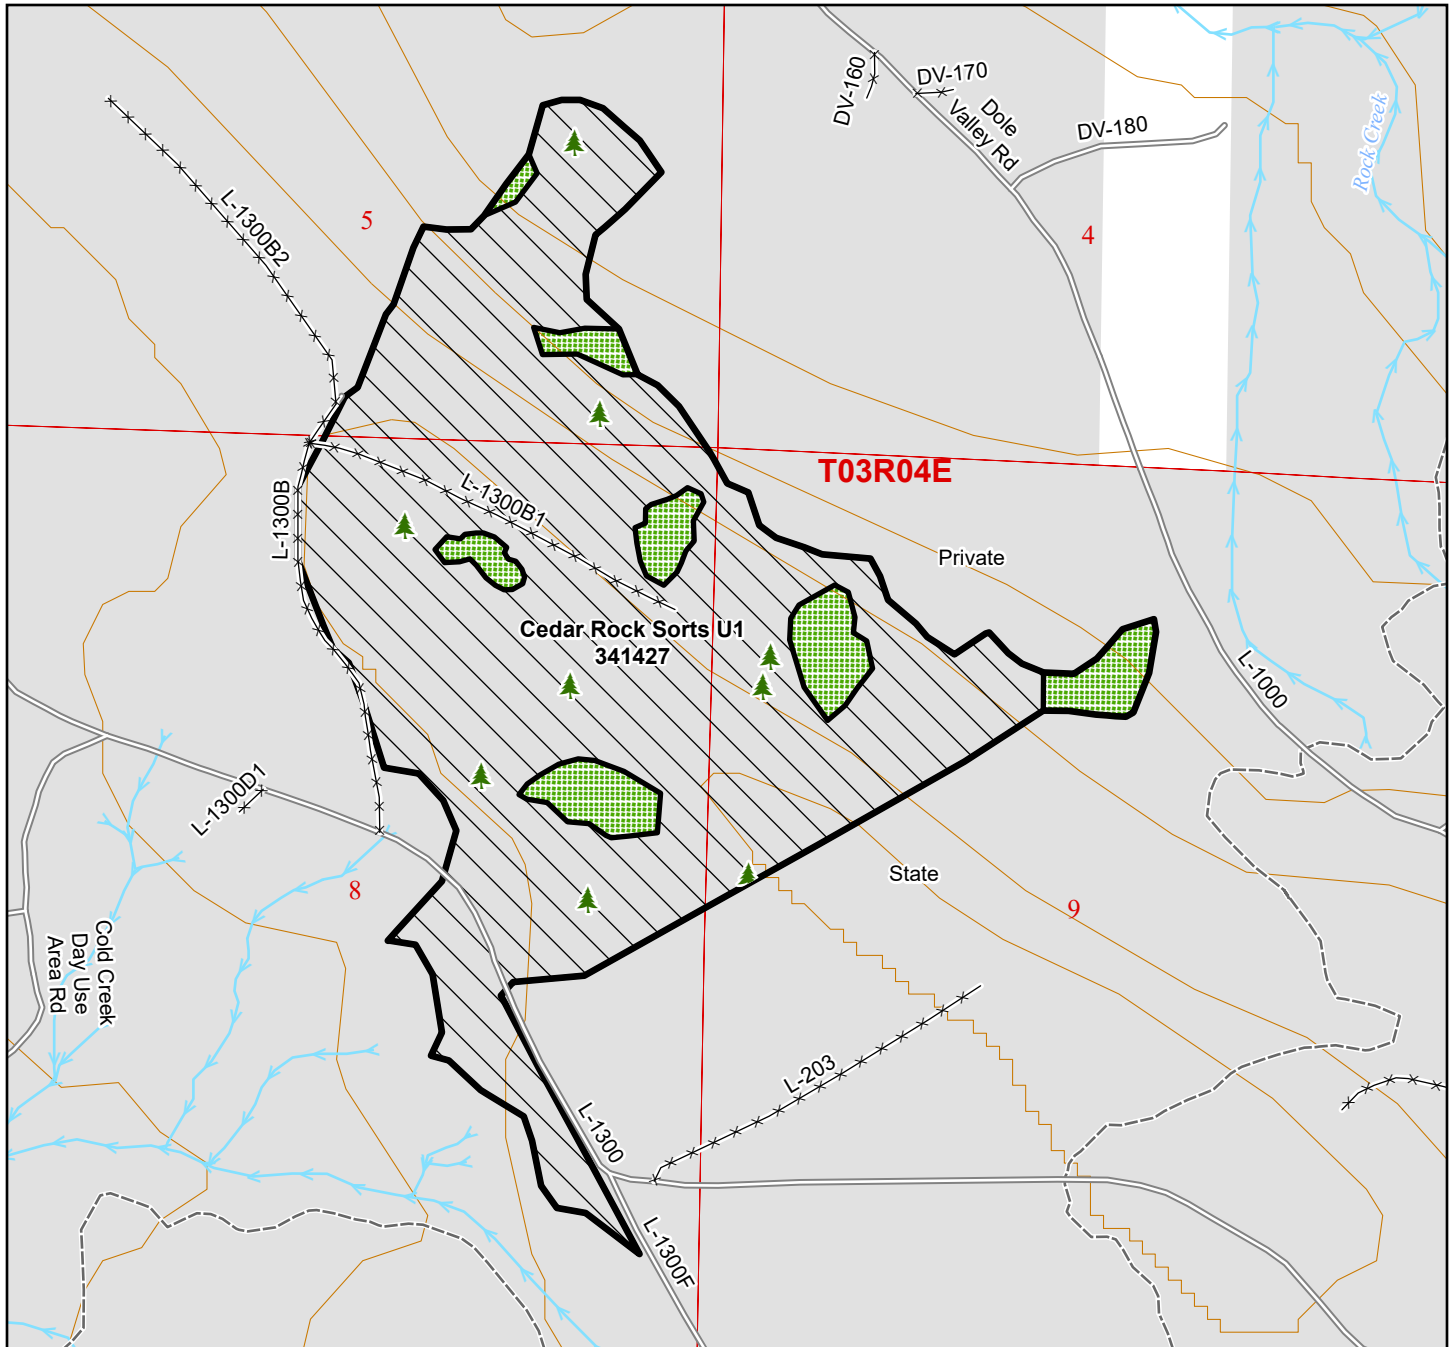 DV-160
DV-170
Dole
Valley Rd
DV-180
Rock Creek
5
L-1300B2
4
T03R04E
L-1300B
L-1300B1
Private
Cedar Rock Sorts U1
341427
L-1000
L-1300D1
State
8
9
Cold Creek
Day Use
Area Rd
L-203
L-1300
L-1300F